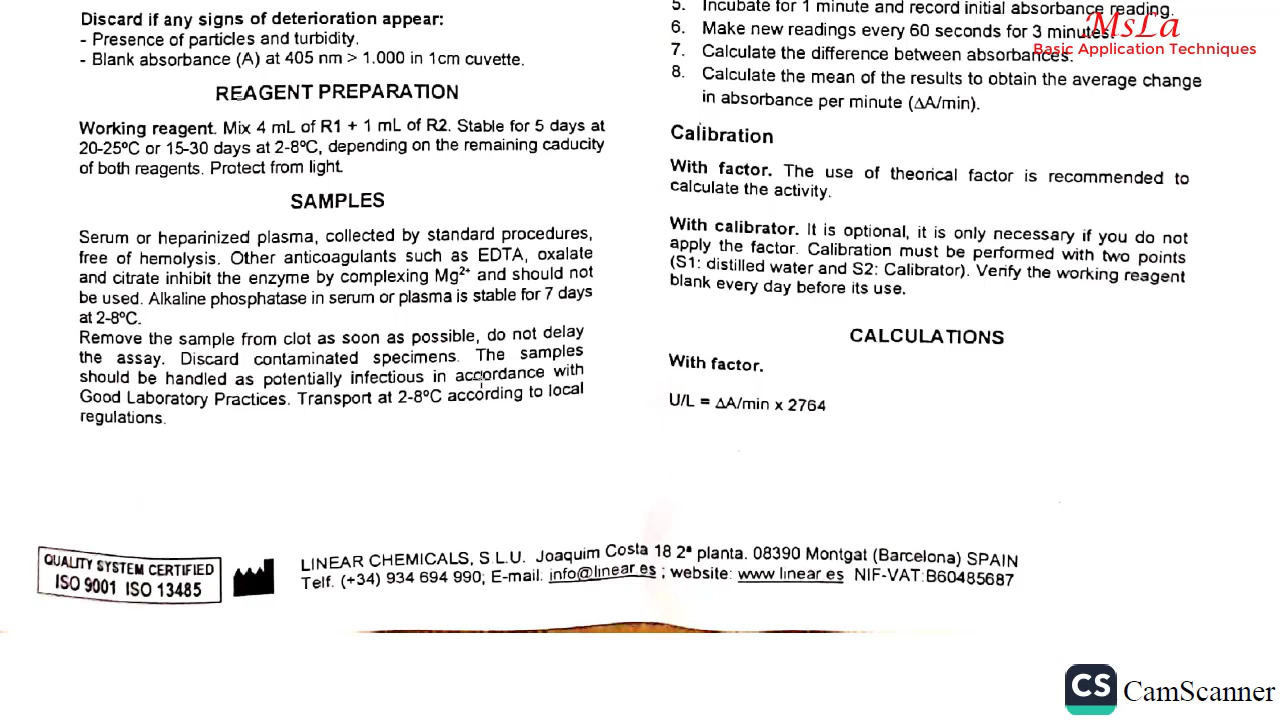 Discard if any signs of deterioration appear:
- Presence of particles and turbidity.
- Blank absorbance (A) at 405 nm > 1.000 in 1cm cuvette.
REAGENT PREPARATION
Working reagent. Mix 4 mL of R1 + 1 mL of R2. Stable for 5 days at
20-25ºC or 15-30 days at 2-8ºC, depending on the remaining caducity
of both reagents. Protect from light.
SAMPLES
Serum or heparinized plasma, collected by standard procedures,
free of hemolysis. Other anticoagulants such as EDTA, oxalate
and citrate inhibit the enzyme by complexing Mg²⁺ and should not
be used. Alkaline phosphatase in serum or plasma is stable for 7 days
at 2-8ºC.
Remove the sample from clot as soon as possible, do not delay
the assay. Discard contaminated specimens. The samples
should be handled as potentially infectious in accordance with
Good Laboratory Practices. Transport at 2-8ºC according to local
regulations.
5. Incubate for 1 minute and record initial absorbance reading.
6. Make new readings every 60 seconds for 3 minutes.
7. Calculate the difference between absorbances.
8. Calculate the mean of the results to obtain the average change
in absorbance per minute (ΔA/min).
MsLa
Basic Application Techniques
Calibration
With factor. The use of theorical factor is recommended to
calculate the activity.
With calibrator. It is optional, it is only necessary if you do not
apply the factor. Calibration must be performed with two points
(S1: distilled water and S2: Calibrator). Verify the working reagent
blank every day before its use.
CALCULATIONS
With factor.
U/L = ΔA/min x 2764
QUALITY SYSTEM CERTIFIED
ISO 9001 ISO 13485
LINEAR CHEMICALS, S.L.U. Joaquim Costa 18 2ª planta. 08390 Montgat (Barcelona) SPAIN
Telf. (+34) 934 694 990; E-mail: info@linear.es ; website: www.linear.es NIF-VAT:B60485687
CS CamScanner